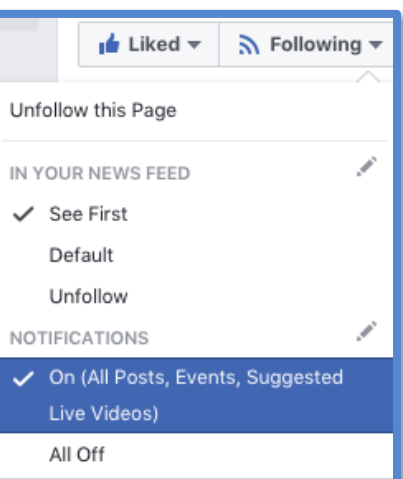 Liked Following
Unfollow this Page
IN YOUR NEWS FEED
See First
Default
Unfollow
NOTIFICATIONS
On (All Posts, Events, Suggested
Live Videos)
All Off